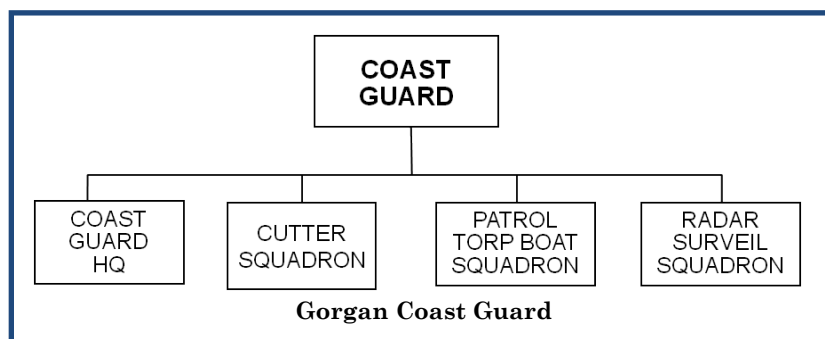 COAST
GUARD
COAST
GUARD
HQ
CUTTER
SQUADRON
PATROL
TORP BOAT
SQUADRON
RADAR
SURVEIL
SQUADRON
Gorgan Coast Guard